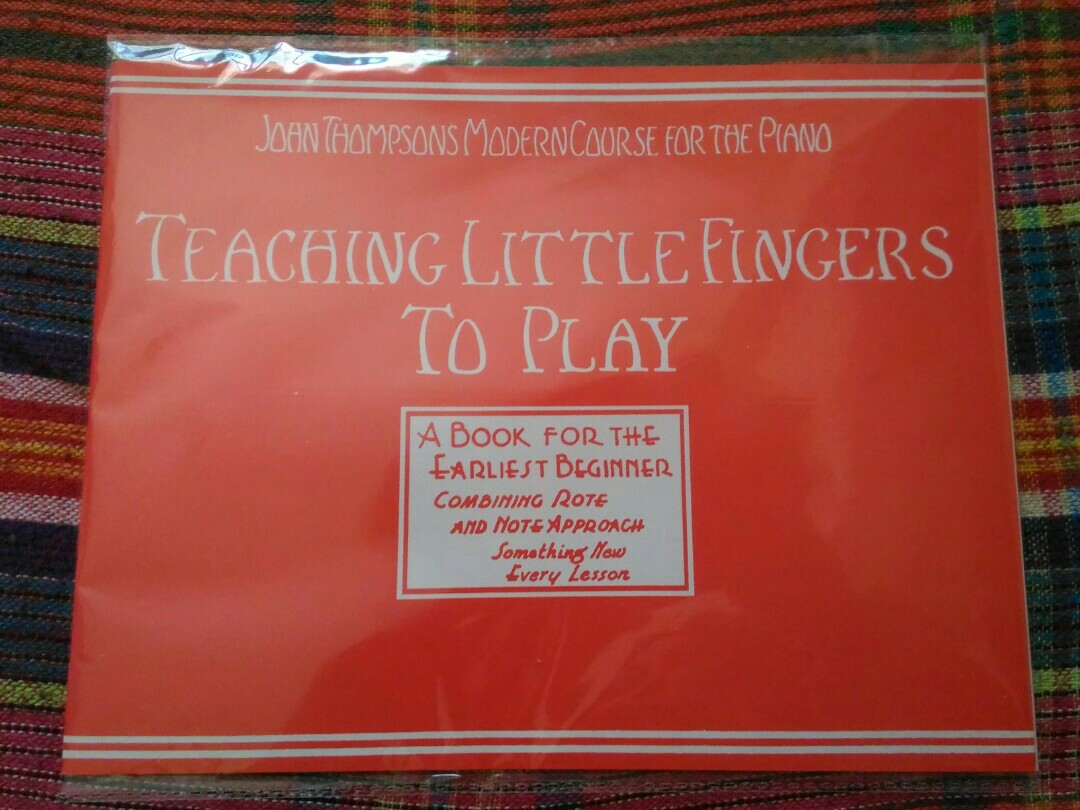 JOHN THOMPSON'S MODERN COURSE FOR THE PIANO
TEACHING LITTLE FINGERS
TO PLAY
A BOOK FOR THE
EARLIEST BEGINNER
COMBINING ROTE
AND NOTE APPROACH
Something New
Every Lesson